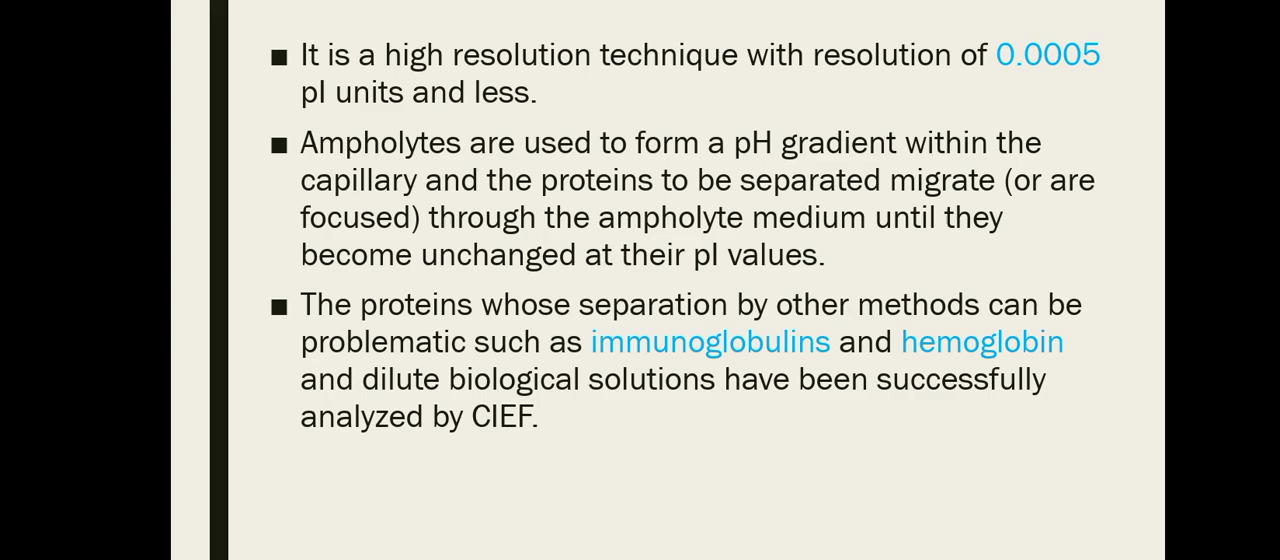 ■ It is a high resolution technique with resolution of 0.0005
pI units and less.
■ Ampholytes are used to form a pH gradient within the
capillary and the proteins to be separated migrate (or are
focused) through the ampholyte medium until they
become unchanged at their pI values.
■ The proteins whose separation by other methods can be
problematic such as immunoglobulins and hemoglobin
and dilute biological solutions have been successfully
analyzed by CIEF.